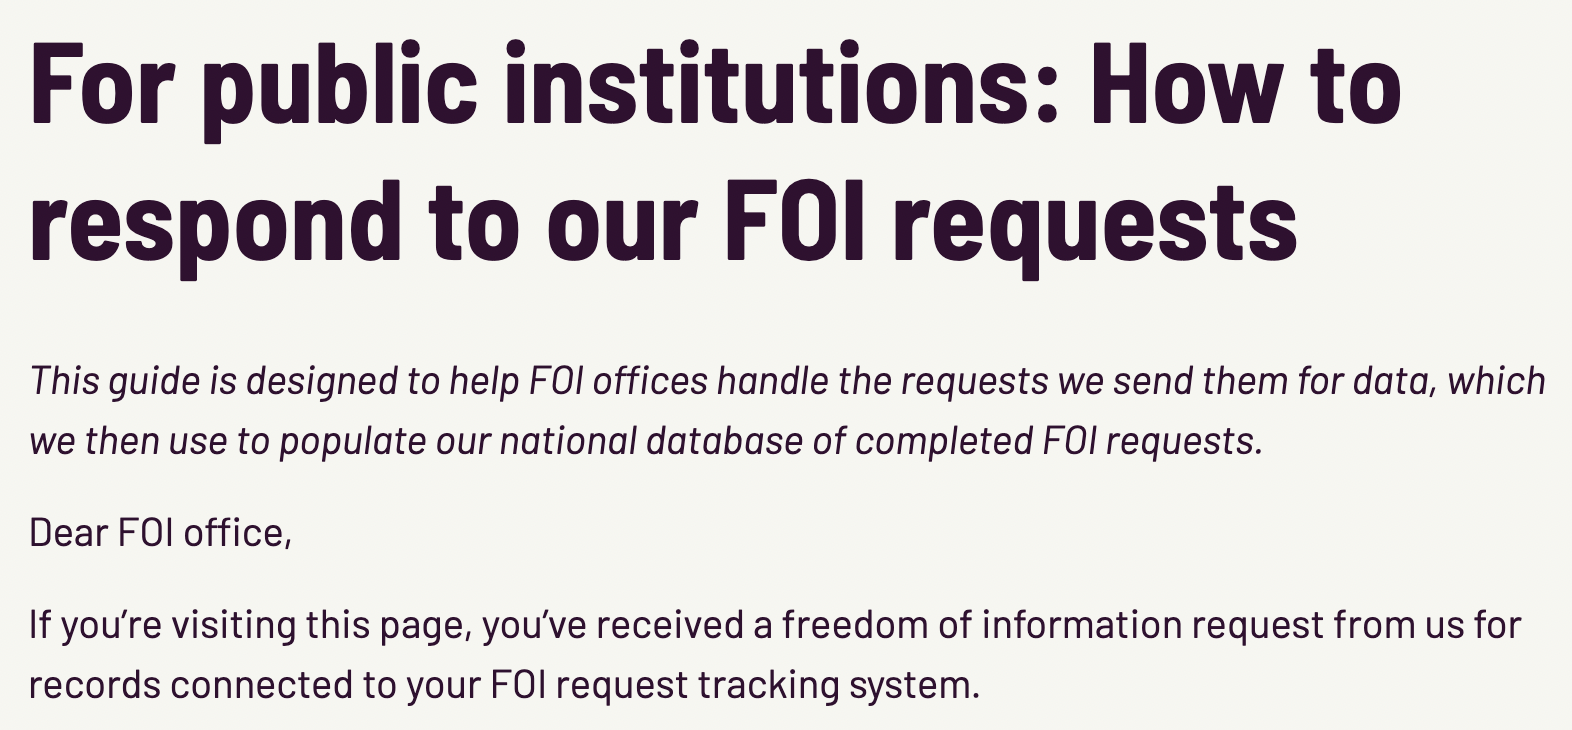 For public institutions: How to
respond to our FOI requests
This guide is designed to help FOI offices handle the requests we send them for data, which
we then use to populate our national database of completed FOI requests.
Dear FOI office,
If you’re visiting this page, you’ve received a freedom of information request from us for
records connected to your FOI request tracking system.